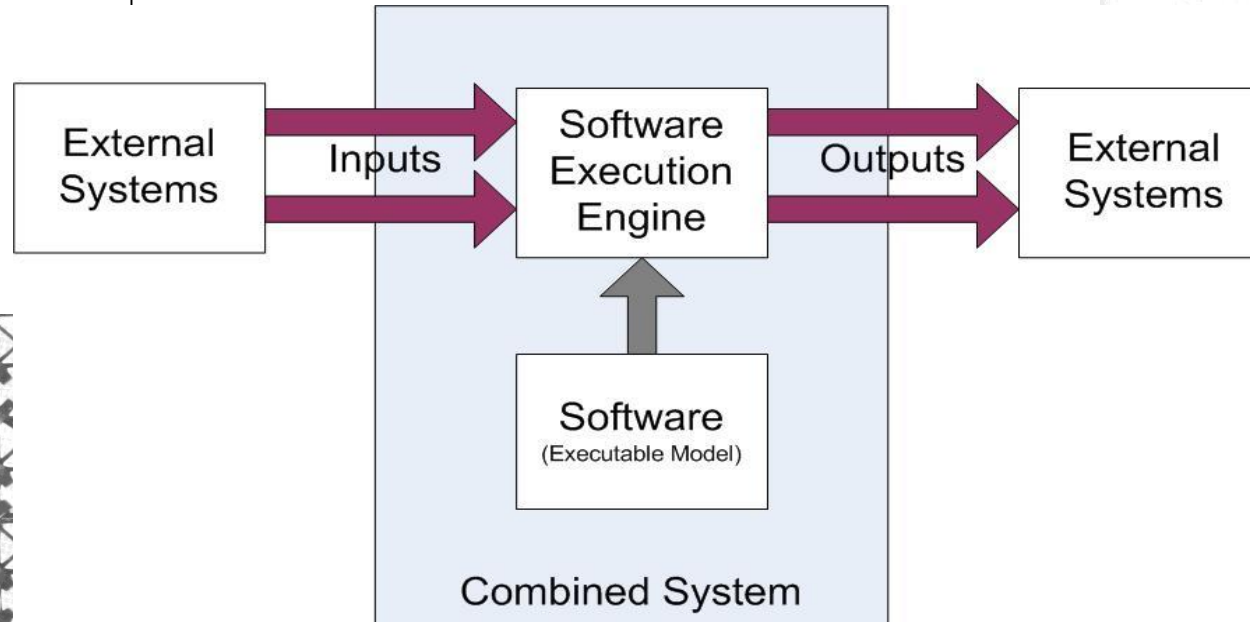 External
Systems
Inputs
Software
Execution
Engine
Outputs
External
Systems
Software
(Executable Model)
Combined System